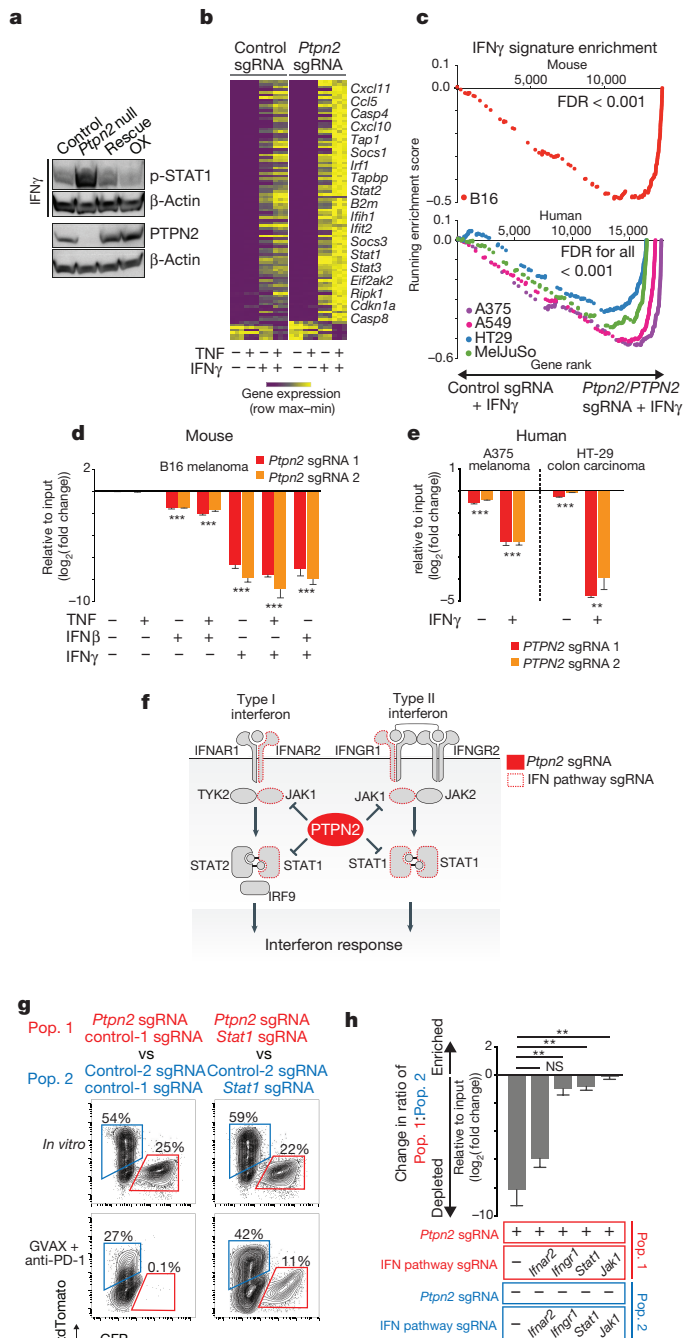 a
Control
Ptpn2 null
Rescue
OX
IFNγ
p-STAT1
β-Actin
PTPN2
β-Actin
b
Control sgRNA
Ptpn2 sgRNA
Cxcl11
Ccl5
Casp4
Cxcl10
Tap1
Socs1
Irf1
Tapbp
Stat2
B2m
Ifih1
Ifit2
Socs3
Stat1
Stat3
Eif2ak2
Ripk1
Cdkn1a
Casp8
TNF – + – + – + – +
IFNγ – – + + – – + +
Gene expression
(row max–min)
c
IFNγ signature enrichment
Mouse
0.1
0.0
–0.5
5,000 10,000
FDR < 0.001
B16
Running enrichment score
Human
0.1
0.0
–0.6
5,000 10,000 15,000
FDR for all
< 0.001
A375
A549
HT29
MelJuSo
Gene rank
Control sgRNA
+ IFNγ
Ptpn2/PTPN2
sgRNA + IFNγ
d
Mouse
B16 melanoma
Ptpn2 sgRNA 1
Ptpn2 sgRNA 2
Relative to input
(log2(fold change))
2
–10
*** *** *** *** ***
TNF – + – + – + –
IFNβ – – + + – – +
IFNγ – – – – + + +
e
Human
A375
melanoma
HT-29
colon carcinoma
relative to input
(log2(fold change))
1
–5
*** *** *** **
IFNγ – + – +
PTPN2 sgRNA 1
PTPN2 sgRNA 2
f
Type I
interferon
Type II
interferon
IFNAR1
IFNAR2
IFNGR1
IFNGR2
TYK2
JAK1
JAK1
JAK2
PTPN2
STAT2
STAT1
STAT1
STAT1
IRF9
Interferon response
Ptpn2 sgRNA
IFN pathway sgRNA
g
Pop. 1
Ptpn2 sgRNA
control-1 sgRNA
Ptpn2 sgRNA
Stat1 sgRNA
vs
vs
Pop. 2
Control-2 sgRNA
control-1 sgRNA
Control-2 sgRNA
Stat1 sgRNA
In vitro
54%
25%
59%
22%
GVAX +
anti-PD-1
27%
0.1%
42%
11%
dTomato
h
Change in ratio of
Pop. 1:Pop. 2
Depleted
Enriched
Relative to input
(log2(fold change))
2
0
–10
**
**
**
NS
Ptpn2 sgRNA + + + + +
IFN pathway sgRNA – Ifnar2 Ifngr1 Stat1 Jak1
Pop. 1
Ptpn2 sgRNA – – – – –
IFN pathway sgRNA – Ifnar2 Ifngr1 Stat1 Jak1
Pop. 2